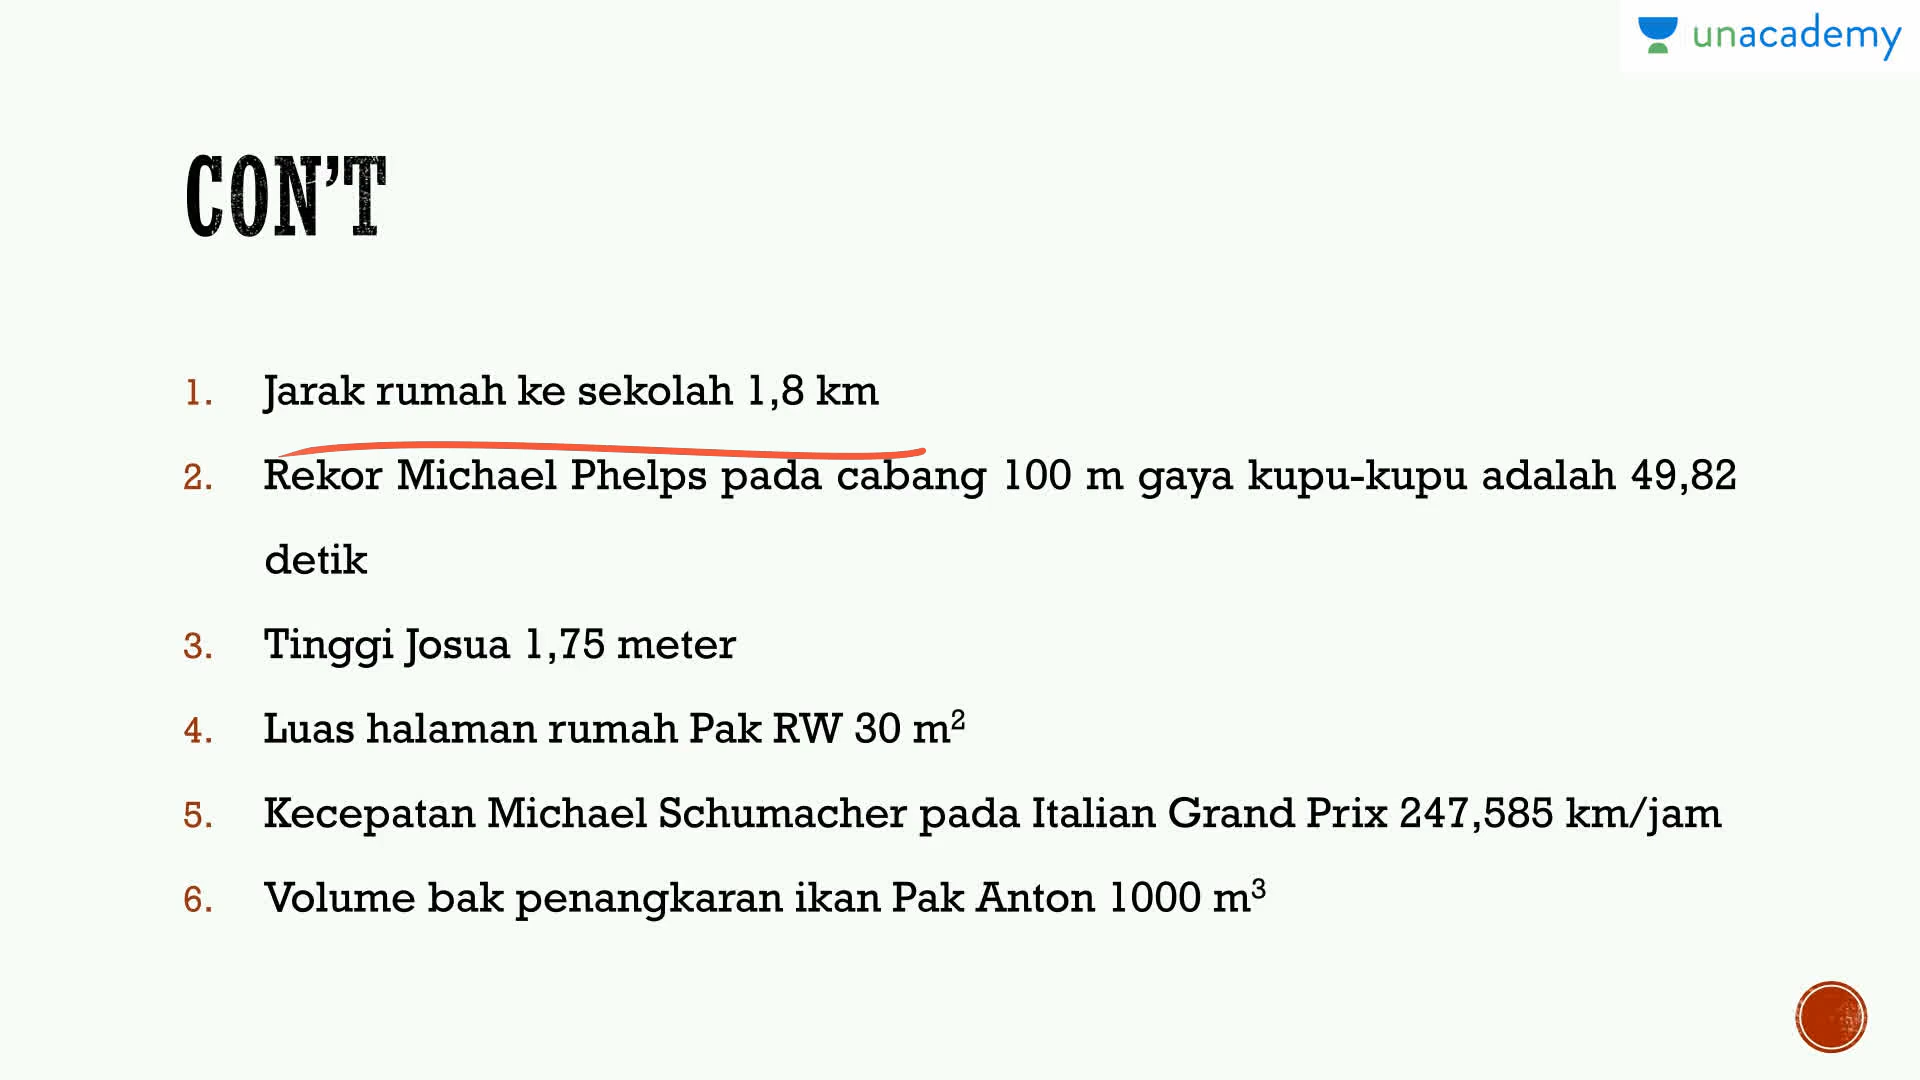 unacademy
CON'T
1. Jarak rumah ke sekolah 1,8 km
2. Rekor Michael Phelps pada cabang 100 m gaya kupu-kupu adalah 49,82
detik
3. Tinggi Josua 1,75 meter
4. Luas halaman rumah Pak RW 30 m²
5. Kecepatan Michael Schumacher pada Italian Grand Prix 247,585 km/jam
6. Volume bak penangkaran ikan Pak Anton 1000 m³